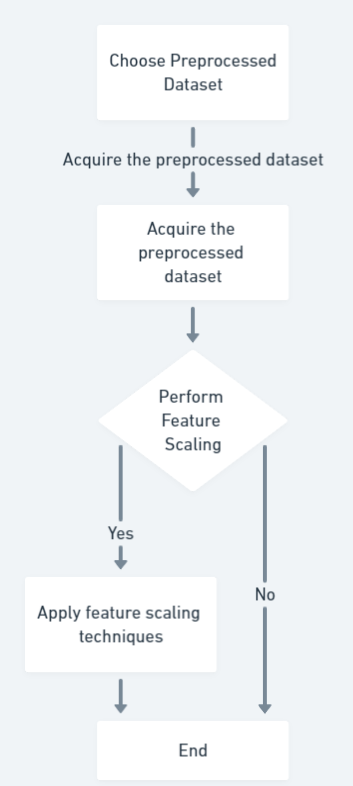 Choose Preprocessed
Dataset
Acquire the preprocessed dataset
Acquire the
preprocessed
dataset
Perform
Feature
Scaling
Yes
No
Apply feature scaling
techniques
End